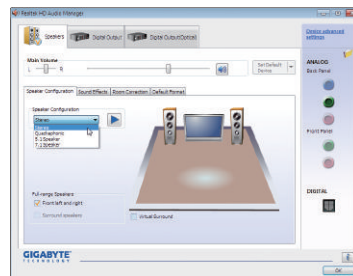 Realtek HD Audio Manager
Speakers
Digital Output
Digital Output(Optical)
Device advanced settings
Main Volume
L
R
Set Default Device
ANALOG
Back Panel
Speaker Configuration
Sound Effects
Room Correction
Default Format
Speaker Configuration
Stereo
Stereo
Quadraphonic
5.1 Speaker
7.1 Speaker
Front Panel
Full-range Speakers
Front left and right
Surround speakers
Virtual Surround
DIGITAL
GIGABYTE
TECHNOLOGY
OK